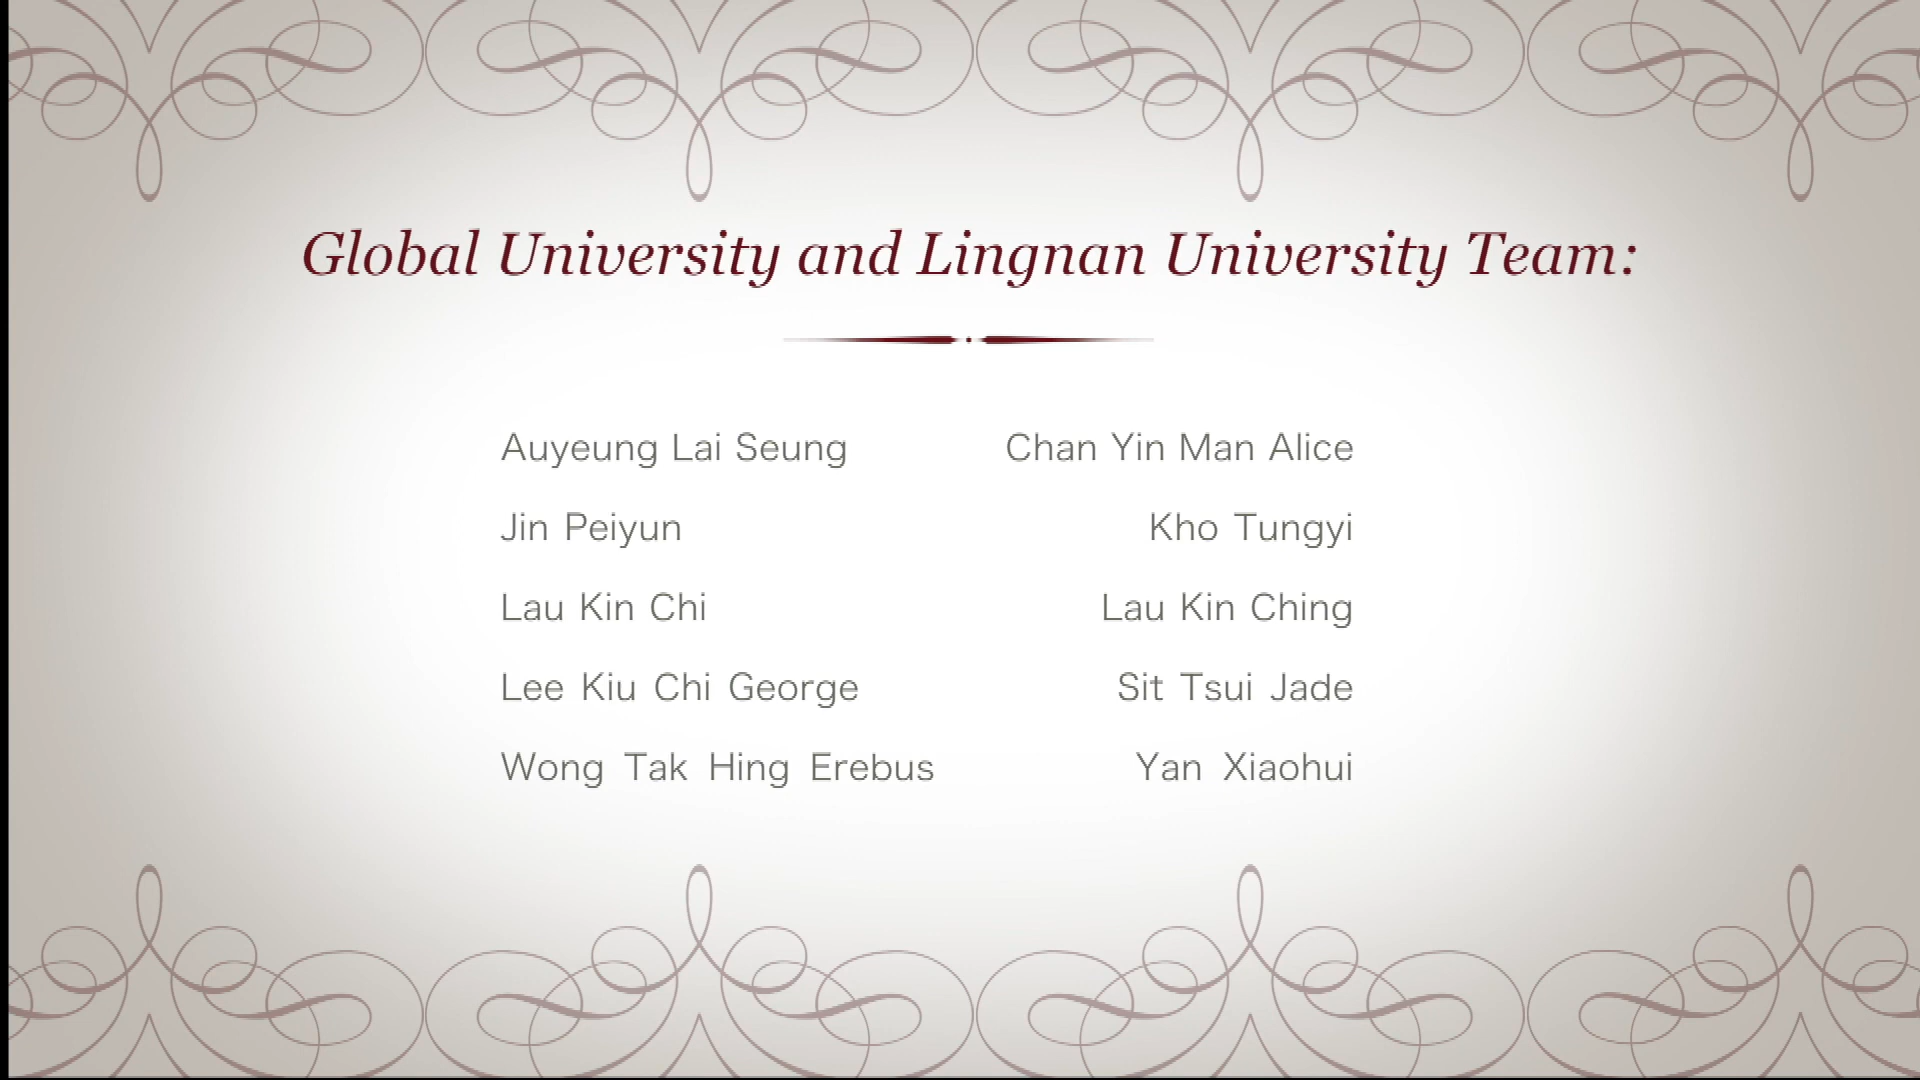 Global University and Lingnan University Team:
Auyeung Lai Seung Chan Yin Man Alice
Jin Peiyun Kho Tungyi
Lau Kin Chi Lau Kin Ching
Lee Kiu Chi George Sit Tsui Jade
Wong Tak Hing Erebus Yan Xiaohui